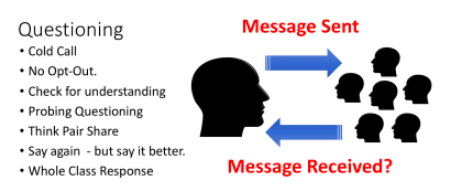 Questioning
• Cold Call
• No Opt-Out.
• Check for understanding
• Probing Questioning
• Think Pair Share
• Say again - but say it better.
• Whole Class Response
Message Sent
Message Received?